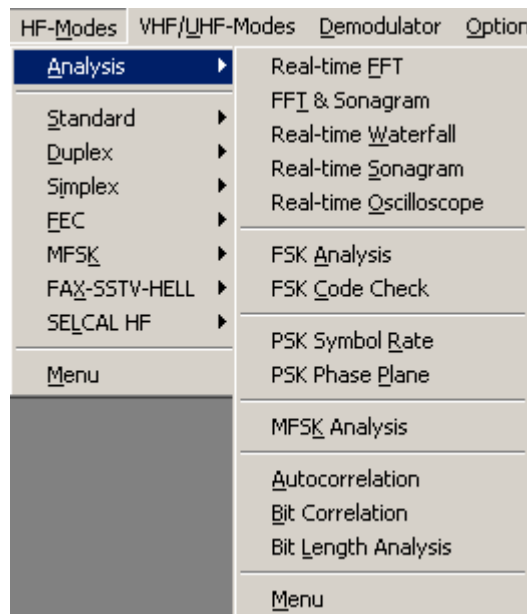 HF-Modes VHF/UHF-Modes Demodulator Option
Analysis
Standard
Duplex
Simplex
FEC
MFSK
FAX-SSTV-HELL
SELCAL HF
Menu
Real-time FFT
FFT & Sonagram
Real-time Waterfall
Real-time Sonagram
Real-time Oscilloscope
FSK Analysis
FSK Code Check
PSK Symbol Rate
PSK Phase Plane
MFSK Analysis
Autocorrelation
Bit Correlation
Bit Length Analysis
Menu